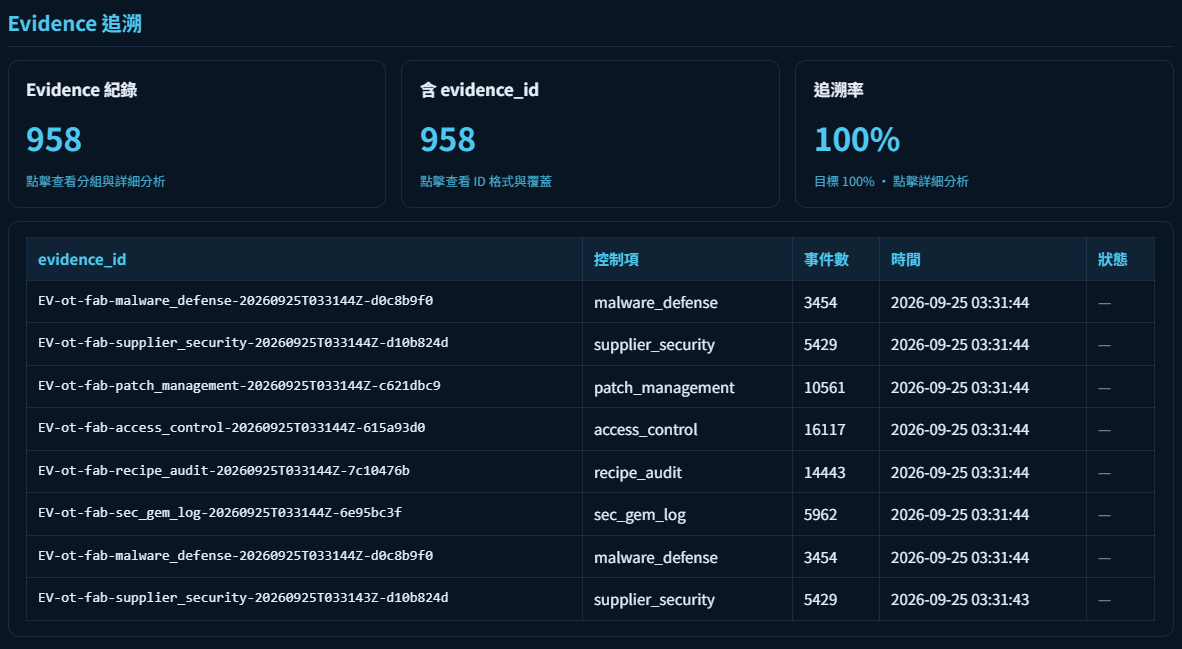 Evidence 追溯
Evidence 紀錄
958
點擊查看分組與詳細分析
含 evidence_id
958
點擊查看 ID 格式與覆蓋
追溯率
100%
目標 100% · 點擊詳細分析
evidence_id 控制項 事件數 時間 狀態
EV-ot-fab-malware_defense-20260925T033144Z-d0c8b9f0 malware_defense 3454 2026-09-25 03:31:44 —
EV-ot-fab-supplier_security-20260925T033144Z-d10b824d supplier_security 5429 2026-09-25 03:31:44 —
EV-ot-fab-patch_management-20260925T033144Z-c621dbc9 patch_management 10561 2026-09-25 03:31:44 —
EV-ot-fab-access_control-20260925T033144Z-615a93d0 access_control 16117 2026-09-25 03:31:44 —
EV-ot-fab-recipe_audit-20260925T033144Z-7c10476b recipe_audit 14443 2026-09-25 03:31:44 —
EV-ot-fab-sec_gem_log-20260925T033144Z-6e95bc3f sec_gem_log 5962 2026-09-25 03:31:44 —
EV-ot-fab-malware_defense-20260925T033144Z-d0c8b9f0 malware_defense 3454 2026-09-25 03:31:44 —
EV-ot-fab-supplier_security-20260925T033143Z-d10b824d supplier_security 5429 2026-09-25 03:31:43 —